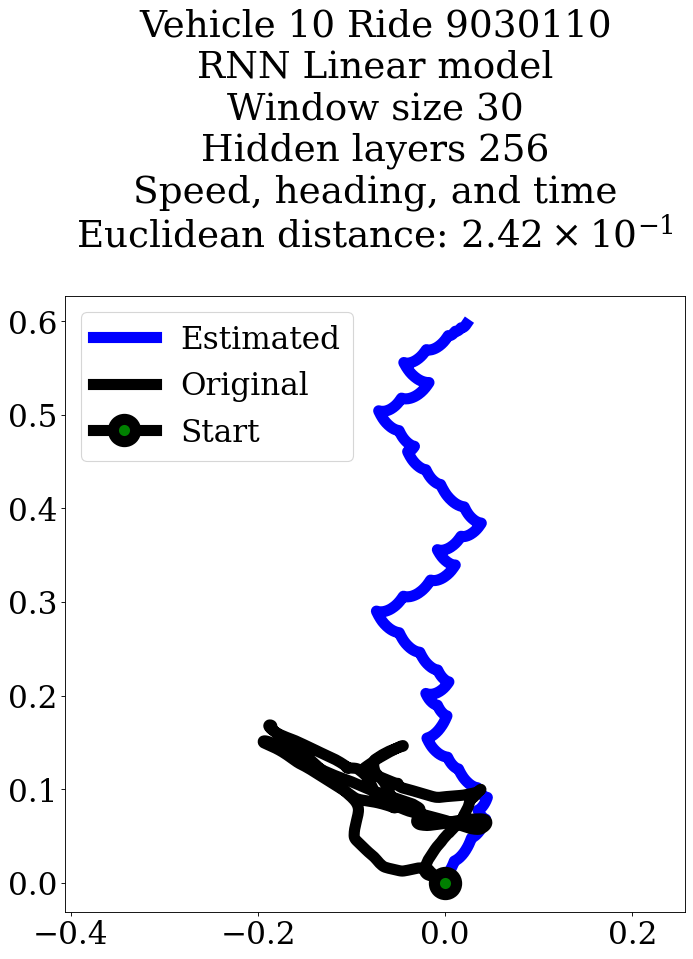 Vehicle 10 Ride 9030110
RNN Linear model
Window size 30
Hidden layers 256
Speed, heading, and time
Euclidean distance: 2.42 × 10⁻¹
Estimated
Original
Start
0.6
0.5
0.4
0.3
0.2
0.1
0.0
−0.4 −0.2 0.0 0.2